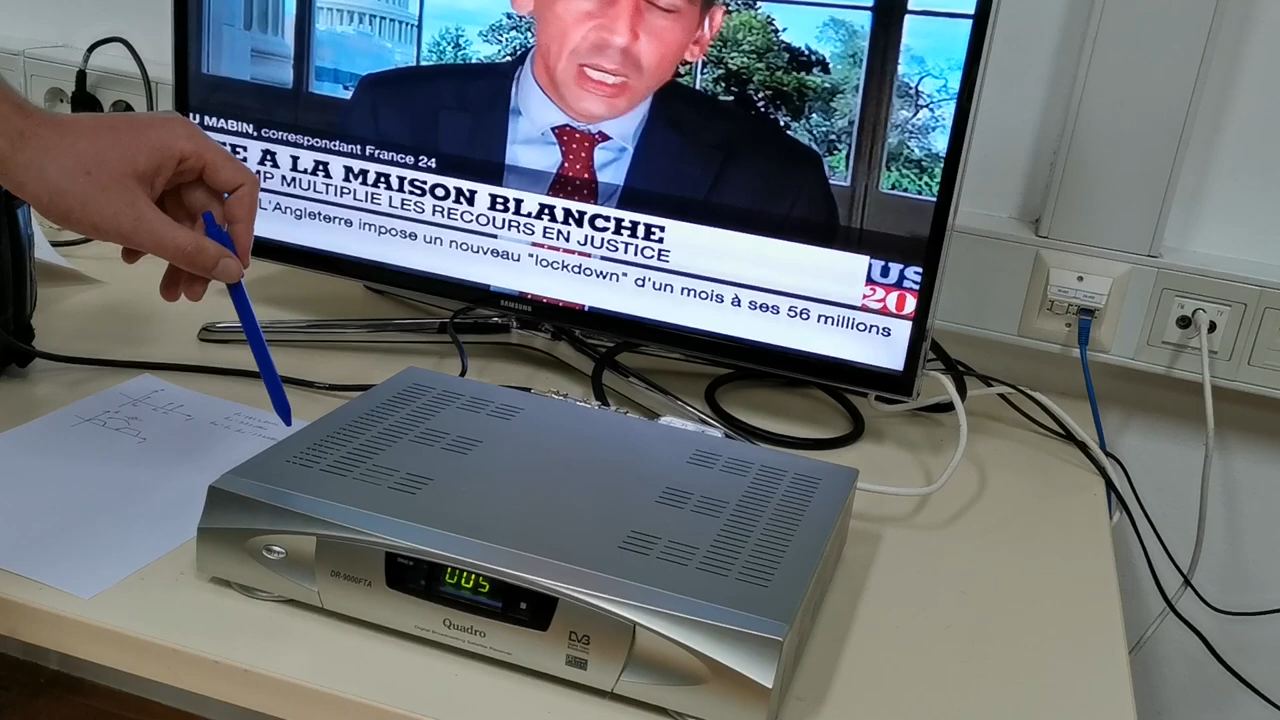 U MABIN, correspondant France 24
E À LA MAISON BLANCHE
MP MULTIPLIE LES RECOURS EN JUSTICE
L'Angleterre impose un nouveau "lockdown" d'un mois à ses 56 millions
US
20
SAMSUNG
DR-9000FTA
005
Quadro
Digital Broadcasting Satellite Receiver
DVB